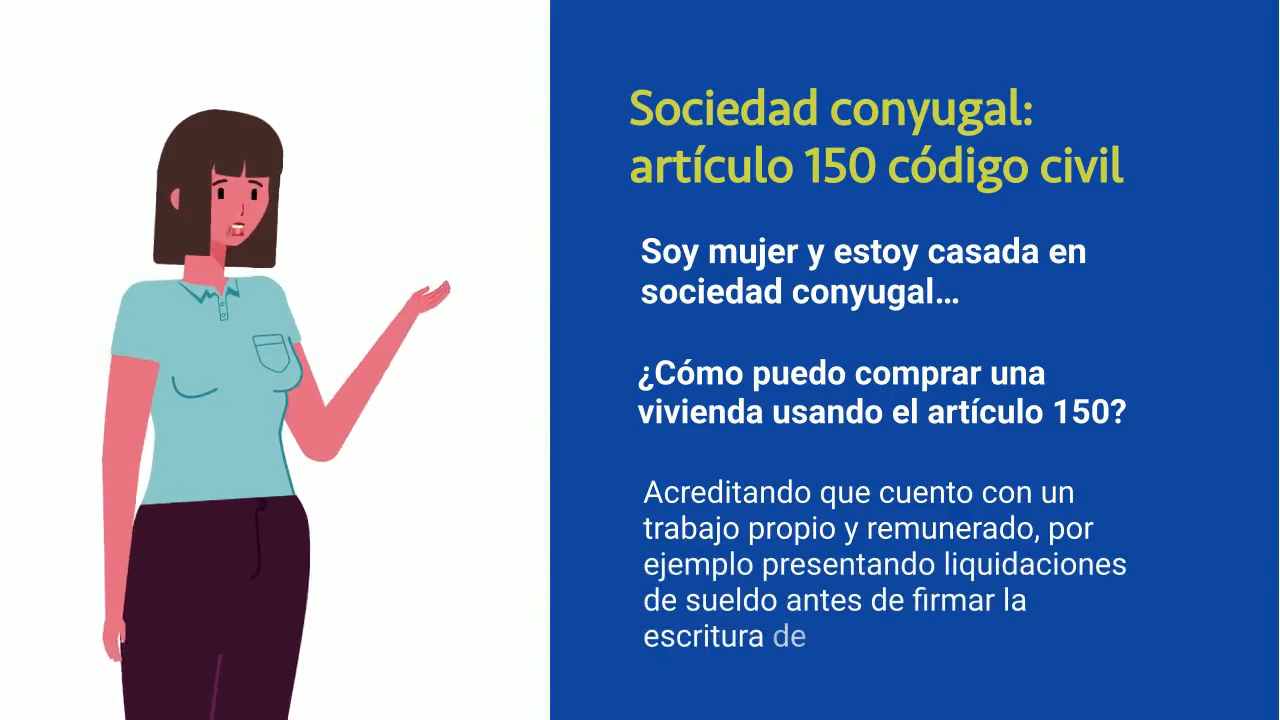 Sociedad conyugal:
artículo 150 código civil
Soy mujer y estoy casada en
sociedad conyugal...
¿Cómo puedo comprar una
vivienda usando el artículo 150?
Acreditando que cuento con un
trabajo propio y remunerado, por
ejemplo presentando liquidaciones
de sueldo antes de firmar la
escritura de